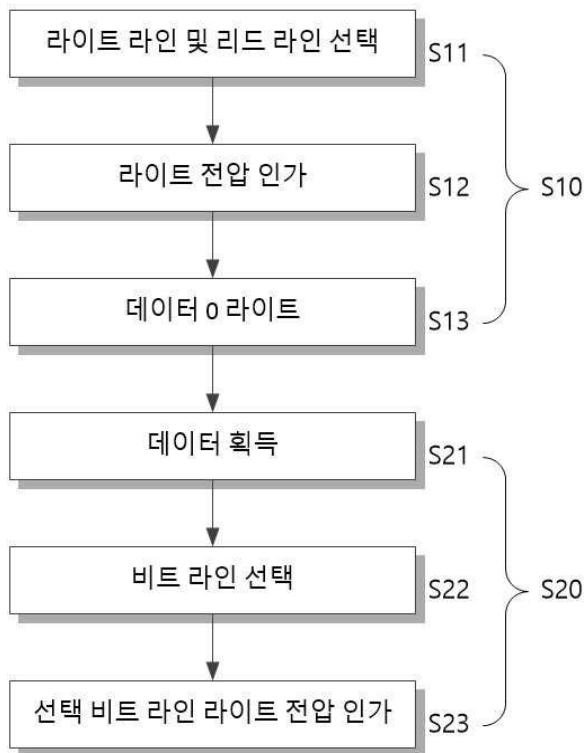 라이트 라인 및 리드 라인 선택 S11
라이트 전압 인가 S12 S10
데이터 0 라이트 S13
데이터 획득 S21
비트 라인 선택 S22 S20
선택 비트 라인 라이트 전압 인가 S23